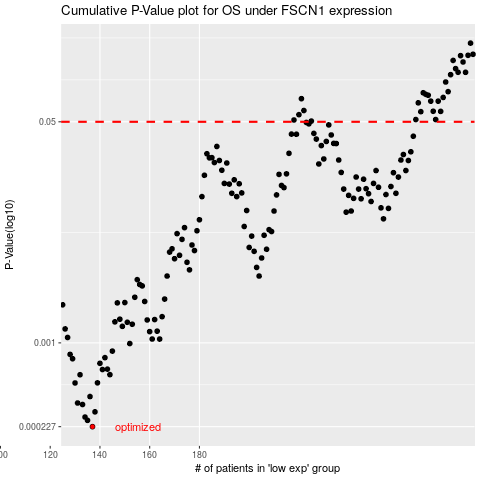 Cumulative P-Value plot for OS under FSCN1 expression
P-Value(log10)
0.05
0.001
0.000227
optimized
00 120 140 160 180
# of patients in 'low exp' group